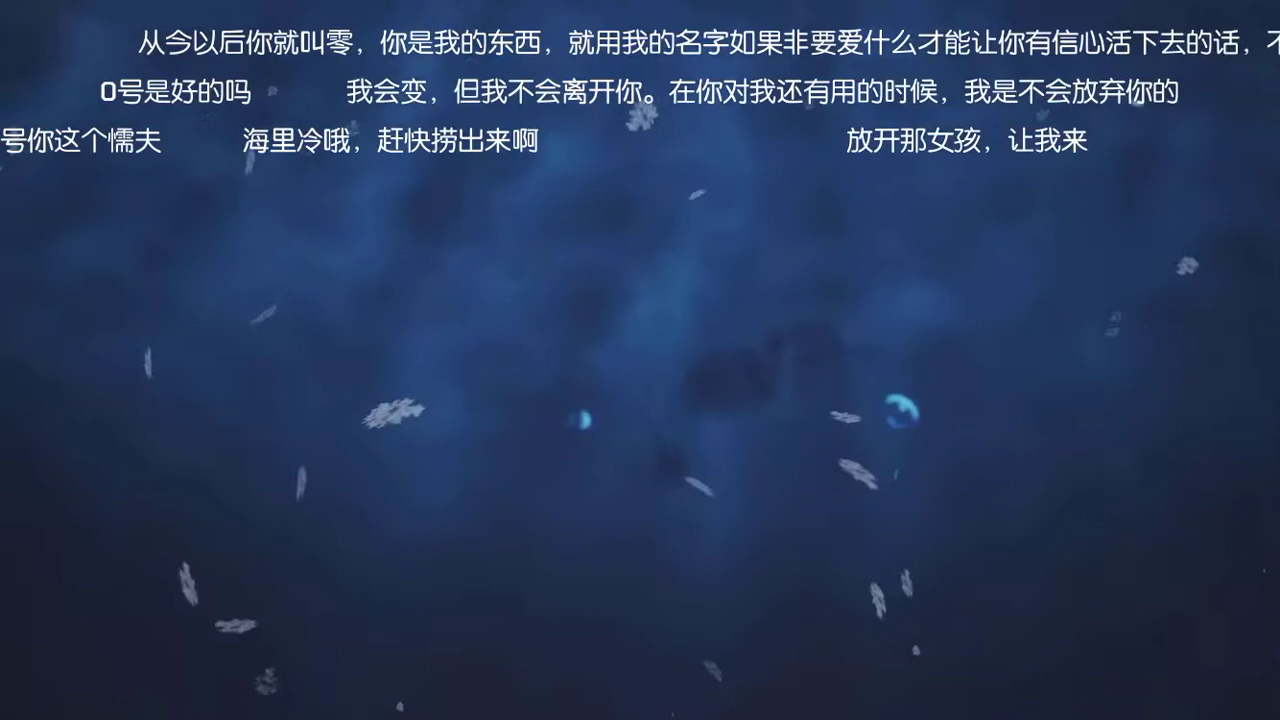 从今以后你就叫零，你是我的东西，就用我的名字如果非要爱什么才能让你有信心活下去的话，不
0号是好的吗 我会变，但我不会离开你。在你对我还有用的时候，我是不会放弃你的
号你这个懦夫 海里冷哦，赶快捞出来啊 放开那女孩，让我来